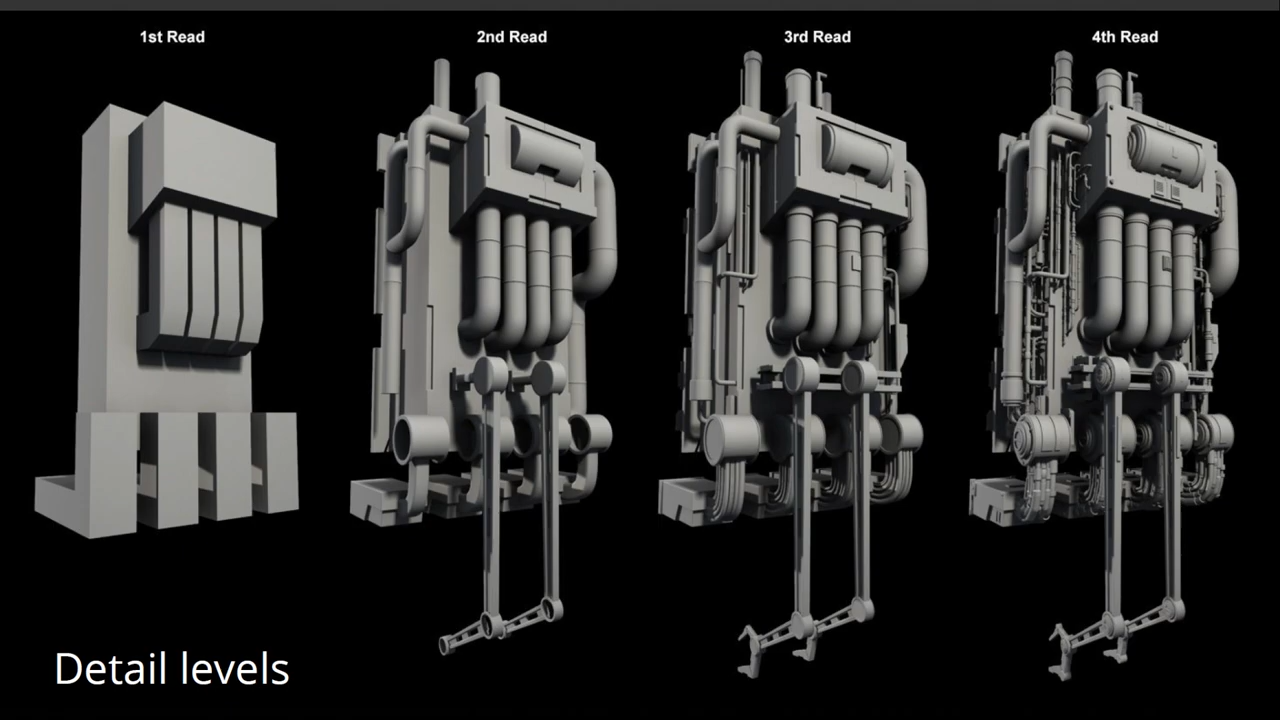 1st Read
2nd Read
3rd Read
4th Read
Detail levels